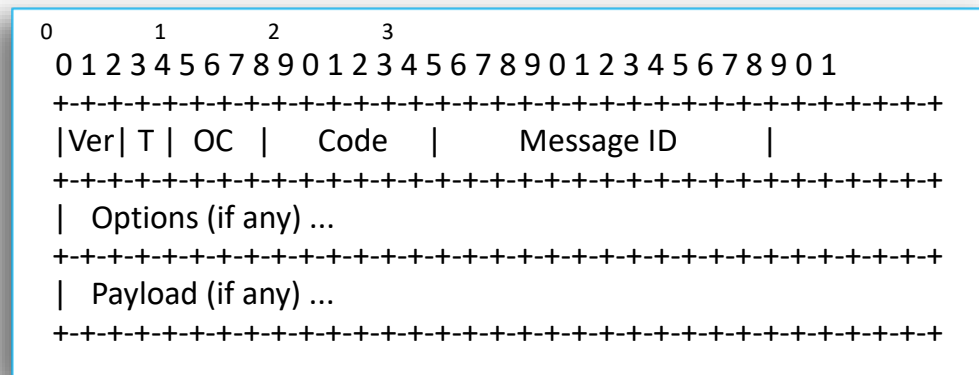 0 1 2 3
0 1 2 3 4 5 6 7 8 9 0 1 2 3 4 5 6 7 8 9 0 1 2 3 4 5 6 7 8 9 0 1
+-+-+-+-+-+-+-+-+-+-+-+-+-+-+-+-+-+-+-+-+-+-+-+-+-+-+-+-+-+-+-+-+
|Ver| T | OC | Code | Message ID |
+-+-+-+-+-+-+-+-+-+-+-+-+-+-+-+-+-+-+-+-+-+-+-+-+-+-+-+-+-+-+-+-+
| Options (if any) ...
+-+-+-+-+-+-+-+-+-+-+-+-+-+-+-+-+-+-+-+-+-+-+-+-+-+-+-+-+-+-+-+-+
| Payload (if any) ...
+-+-+-+-+-+-+-+-+-+-+-+-+-+-+-+-+-+-+-+-+-+-+-+-+-+-+-+-+-+-+-+-+